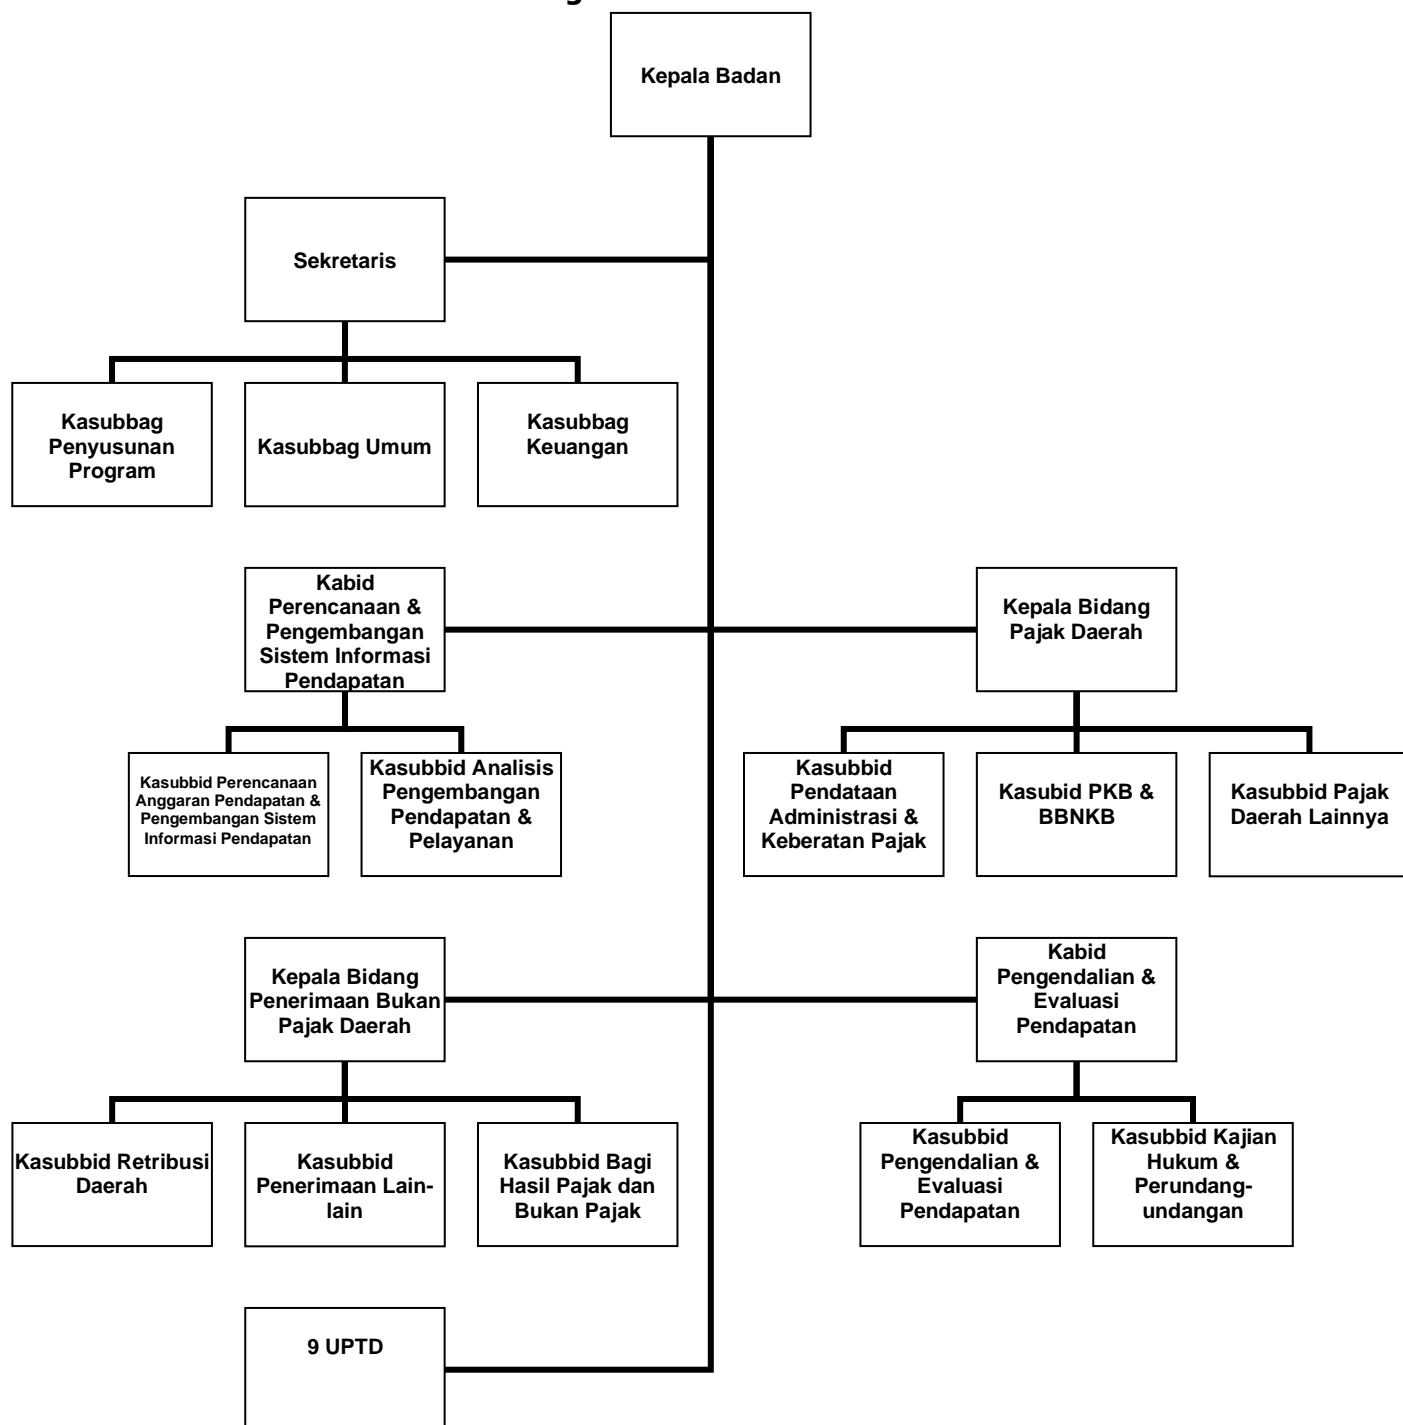 Kepala Badan
Sekretaris
Kasubbag
Penyusunan
Program
Kasubbag Umum
Kasubbag
Keuangan
Kabid
Perencanaan &
Pengembangan
Sistem Informasi
Pendapatan
Kepala Bidang
Pajak Daerah
Kasubbid Perencanaan
Anggaran Pendapatan &
Pengembangan Sistem
Informasi Pendapatan
Kasubbid Analisis
Pengembangan
Pendapatan &
Pelayanan
Kasubbid
Pendataan
Administrasi &
Keberatan Pajak
Kasubid PKB &
BBNKB
Kasubbid Pajak
Daerah Lainnya
Kepala Bidang
Penerimaan Bukan
Pajak Daerah
Kabid
Pengendalian &
Evaluasi
Pendapatan
Kasubbid Retribusi
Daerah
Kasubbid
Penerimaan Lain-
lain
Kasubbid Bagi
Hasil Pajak dan
Bukan Pajak
Kasubbid
Pengendalian &
Evaluasi
Pendapatan
Kasubbid Kajian
Hukum &
Perundang-
undangan
9 UPTD